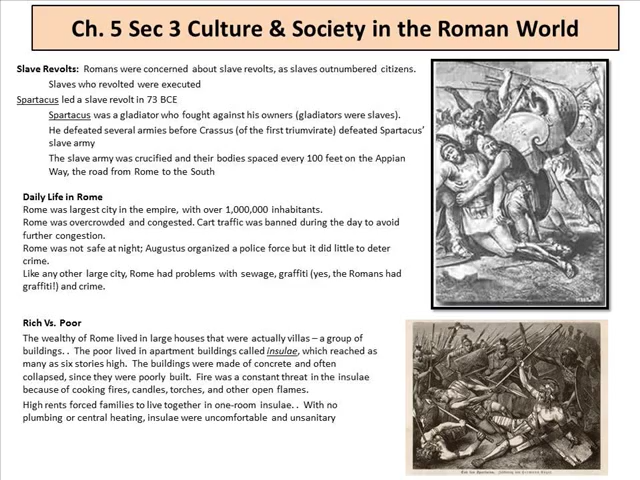 Ch. 5 Sec 3 Culture & Society in the Roman World
Slave Revolts: Romans were concerned about slave revolts, as slaves outnumbered citizens.
Slaves who revolted were executed
Spartacus led a slave revolt in 73 BCE
Spartacus was a gladiator who fought against his owners (gladiators were slaves).
He defeated several armies before Crassus (of the first triumvirate) defeated Spartacus'
slave army
The slave army was crucified and their bodies spaced every 100 feet on the Appian
Way, the road from Rome to the South
Daily Life in Rome
Rome was largest city in the empire, with over 1,000,000 inhabitants.
Rome was overcrowded and congested. Cart traffic was banned during the day to avoid
further congestion.
Rome was not safe at night; Augustus organized a police force but it did little to deter
crime.
Like any other large city, Rome had problems with sewage, graffiti (yes, the Romans had
graffiti!) and crime.
Rich Vs. Poor
The wealthy of Rome lived in large houses that were actually villas – a group of
buildings. . The poor lived in apartment buildings called insulae, which reached as
many as six stories high. The buildings were made of concrete and often
collapsed, since they were poorly built. Fire was a constant threat in the insulae
because of cooking fires, candles, torches, and other open flames.
High rents forced families to live together in one-room insulae. . With no
plumbing or central heating, insulae were uncomfortable and unsanitary